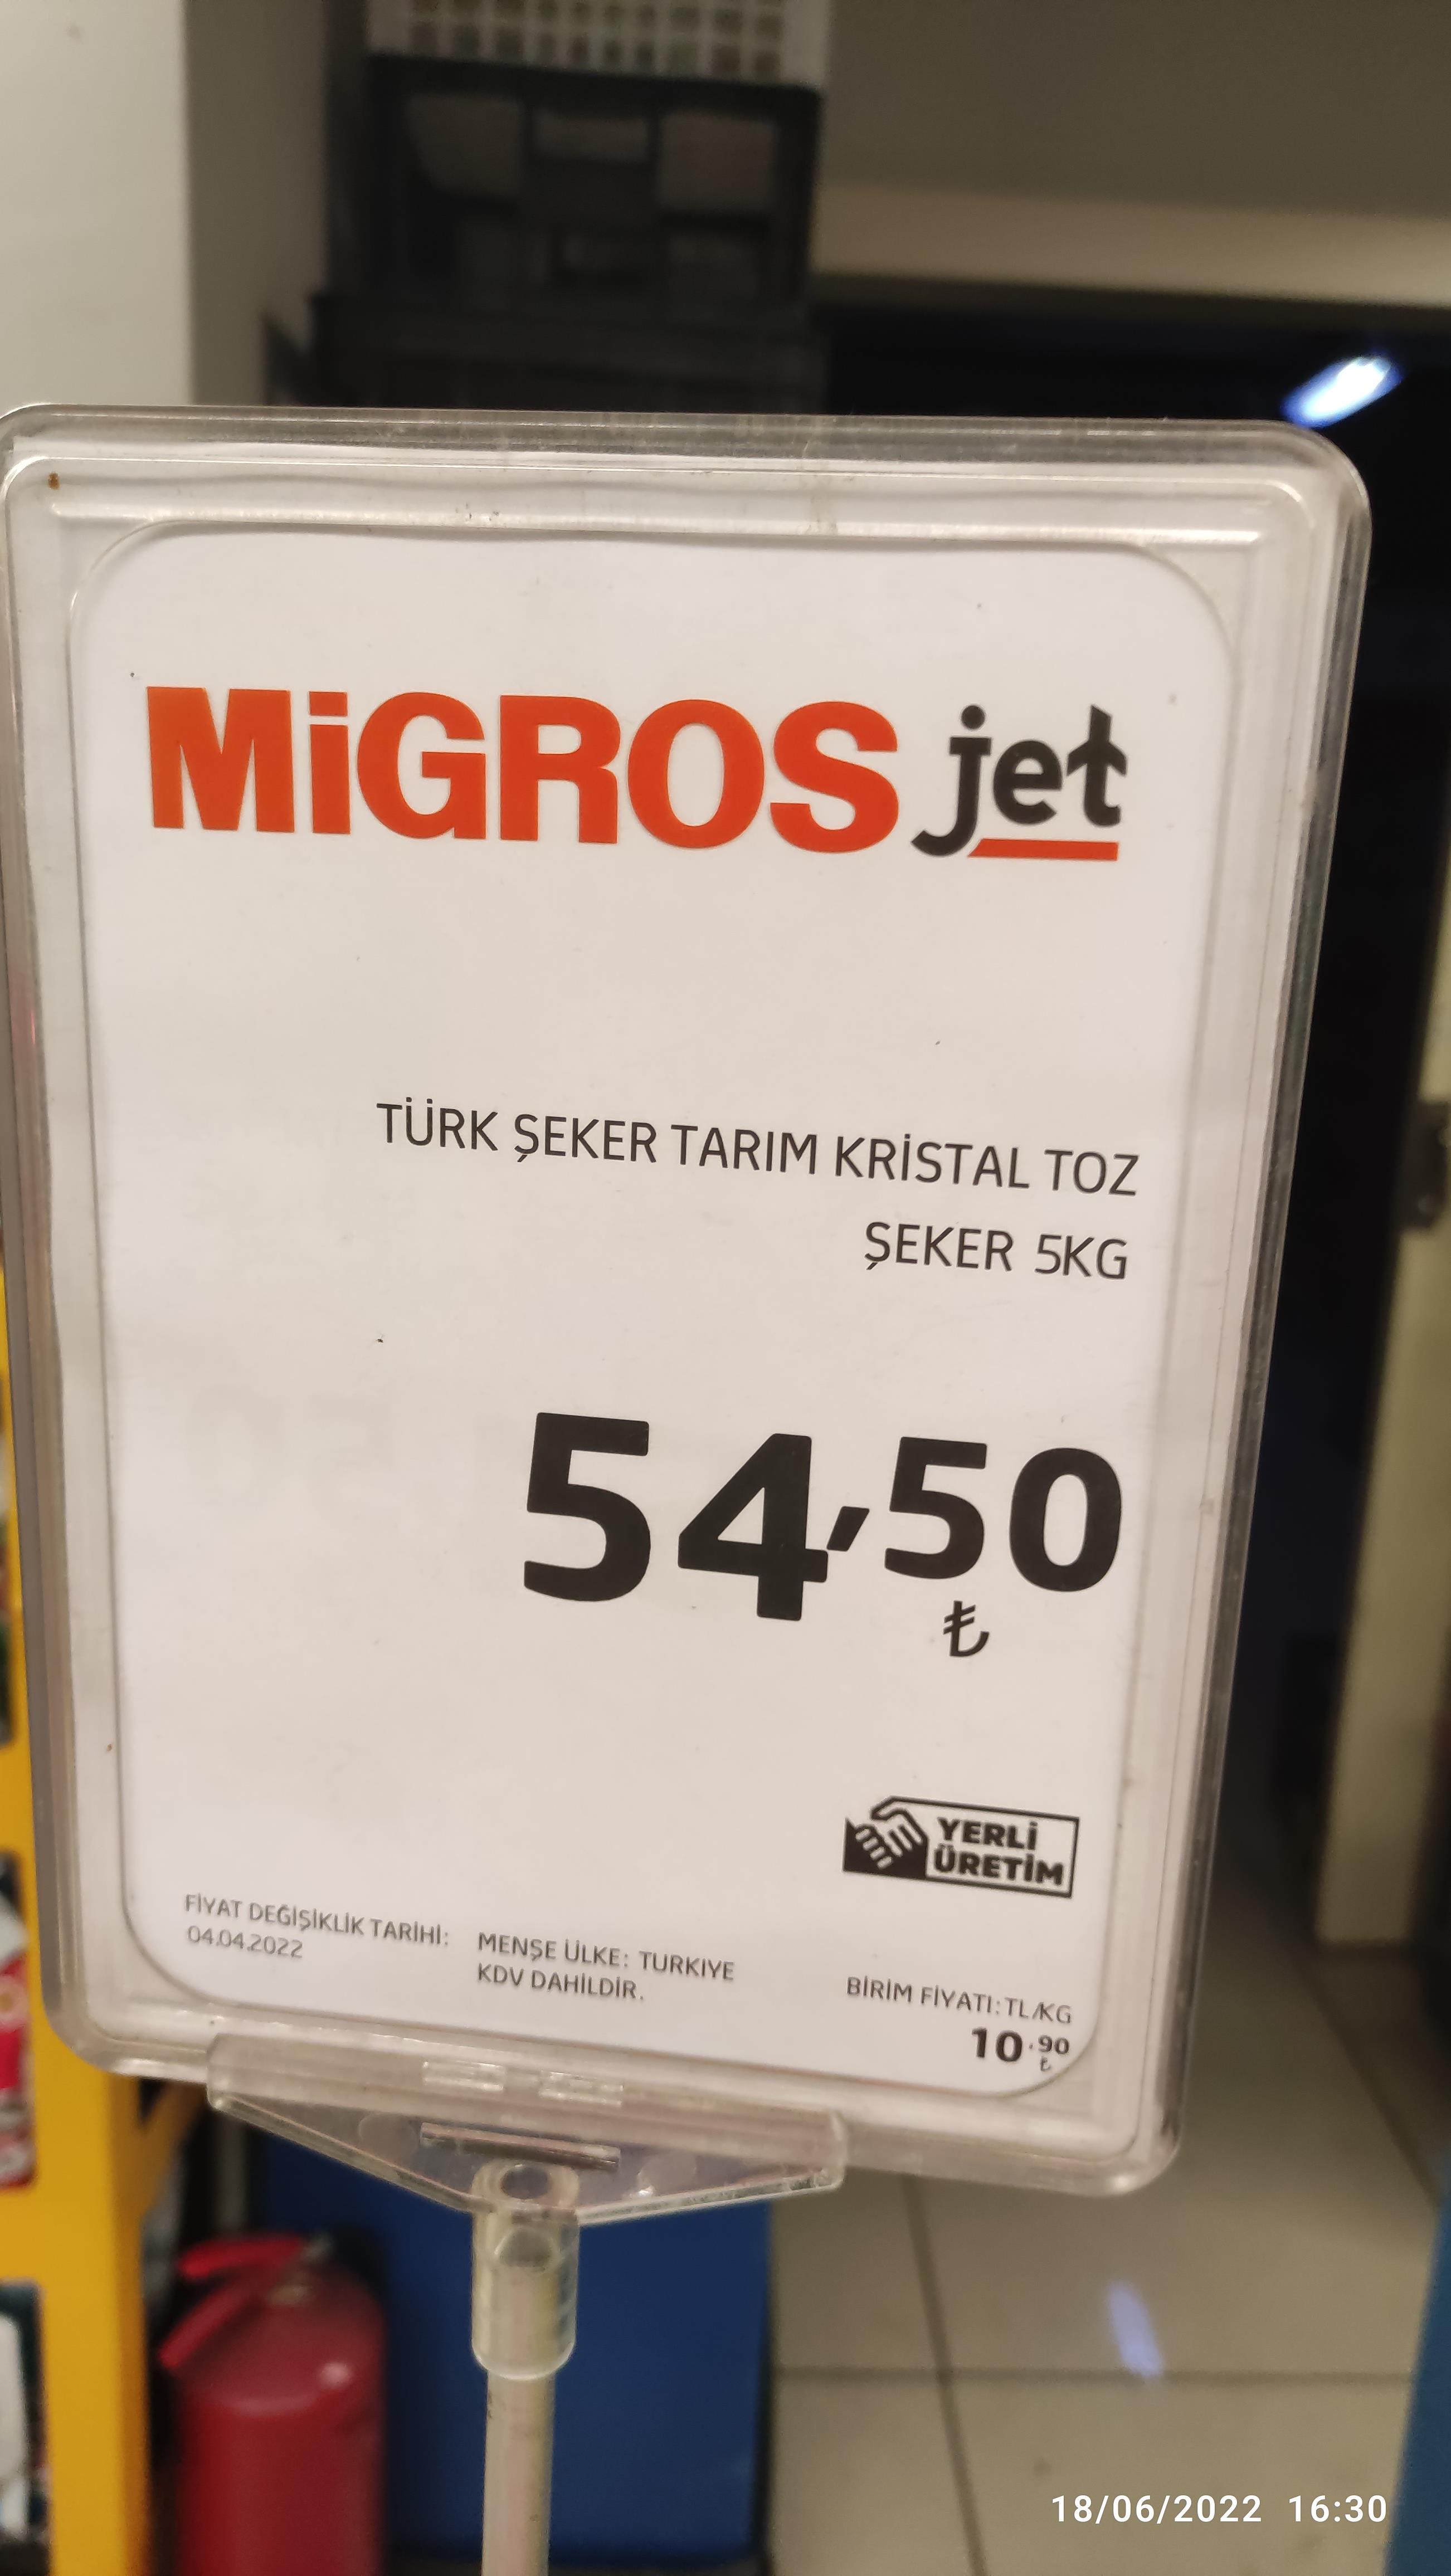 MiGROS jet
TÜRK ŞEKER TARIM KRİSTAL TOZ
ŞEKER 5KG
54,50
₺
YERLİ
ÜRETİM
FİYAT DEĞİŞİKLİK TARİHİ:
04.04.2022
MENŞE ÜLKE: TURKIYE
KDV DAHİLDİR.
BİRİM FİYATI:TL/KG
10,90
₺
18/06/2022 16:30